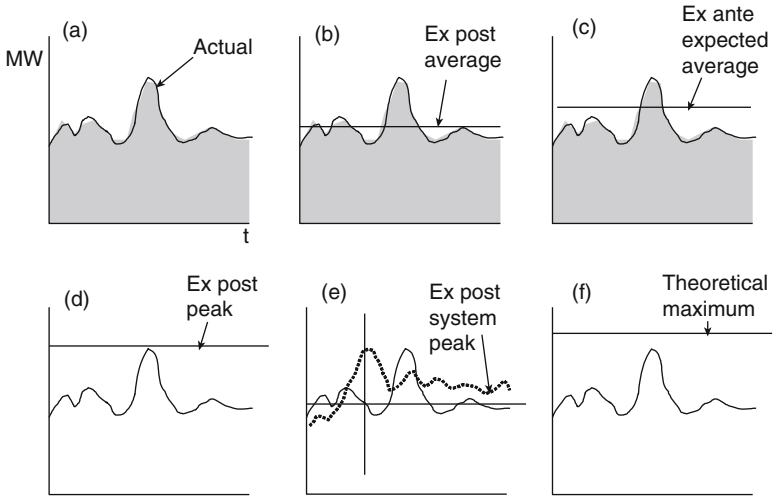 (a)
MW
Actual
t
(b)
Ex post
average
(c)
Ex ante
expected
average
(d)
Ex post
peak
(e)
Ex post
system
peak
(f)
Theoretical
maximum